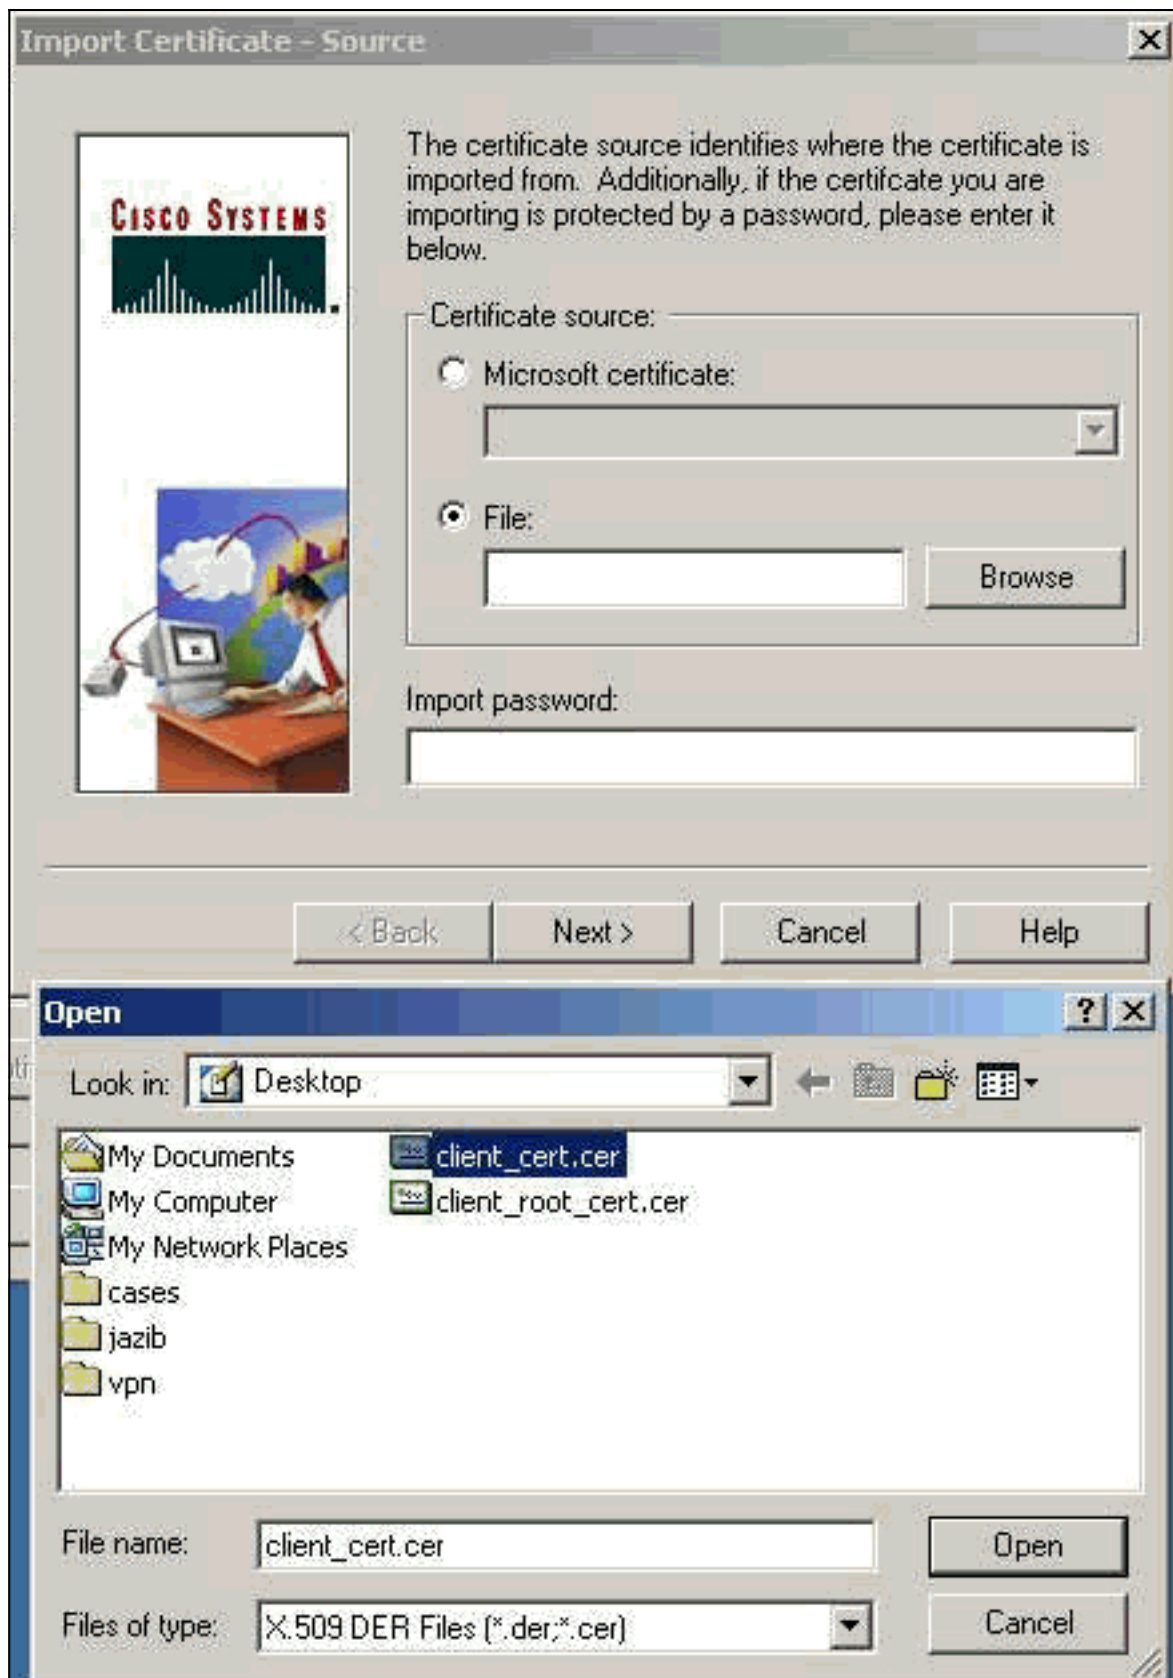 Import Certificate - Source
The certificate source identifies where the certificate is
imported from. Additionally, if the certifcate you are
importing is protected by a password, please enter it
below.
CISCO SYSTEMS
Certificate source:
Microsoft certificate:
File:
Browse
Import password:
< Back
Next >
Cancel
Help
Open
Look in:
Desktop
My Documents
client_cert.cer
My Computer
client_root_cert.cer
My Network Places
cases
jazib
vpn
File name:
client_cert.cer
Open
Files of type:
X.509 DER Files (*.der;*.cer)
Cancel